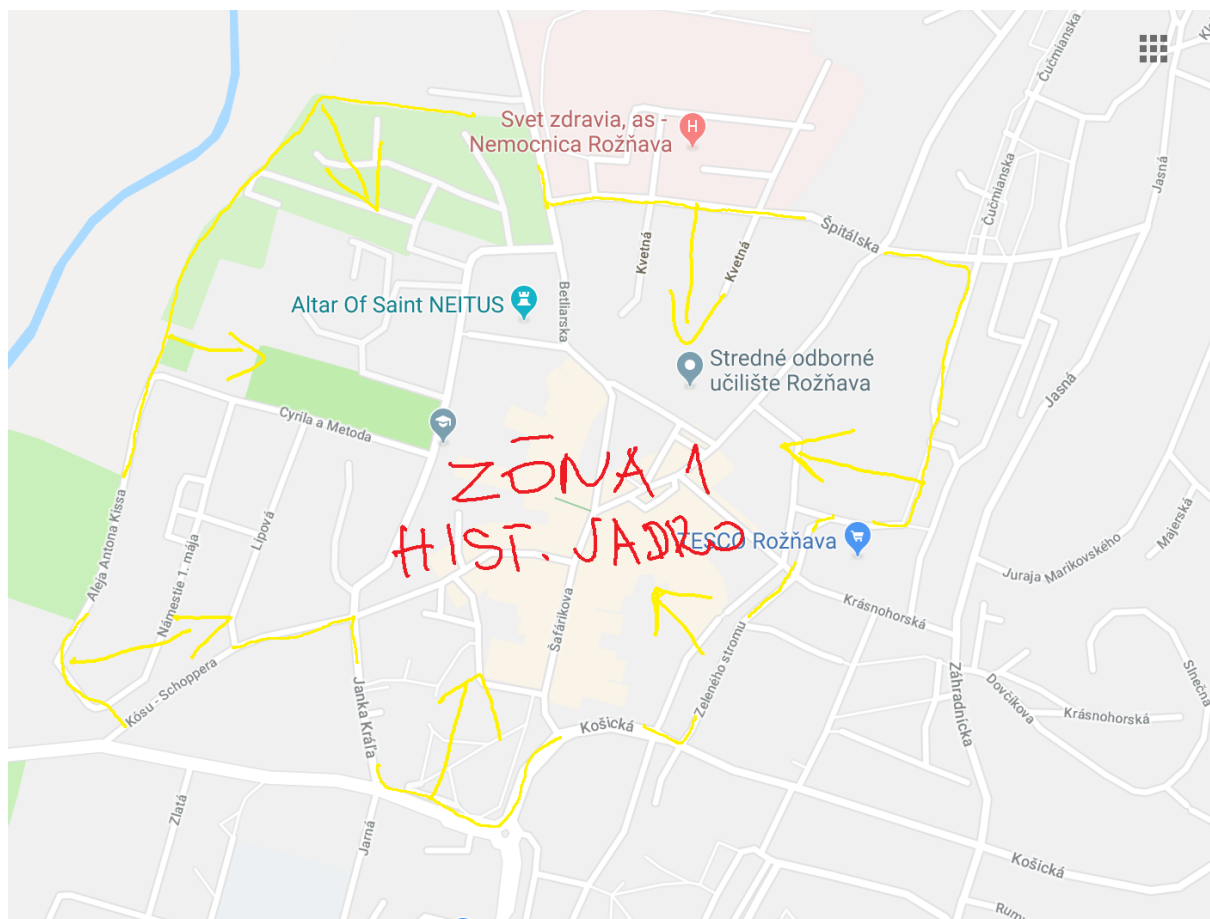 Čučmianska
Klo
Svet zdravia, as -
Nemocnica Rožňava
H
Čučmianska
Jasná
Špitálska
Kvetná
Kvetná
Betliarska
Altar Of Saint NEITUS
Stredné odborné
učilište Rožňava
Jasná
Cyrila a Metoda
ZÓNA 1
HIST. JADRO
TESCO Rožňava
Aleja Antona Kissa
Námestie 1. mája
Lipová
Majerská
Juraja Marikovského
Krásnohorská
Šafárikova
Zeleného stromu
Kósu - Schoppera
Janka Kráľa
Košická
Záhradnícka
Dovčíkova
Krásnohorská
Slnečná
Zlatá
Jarná
Košická
Rum